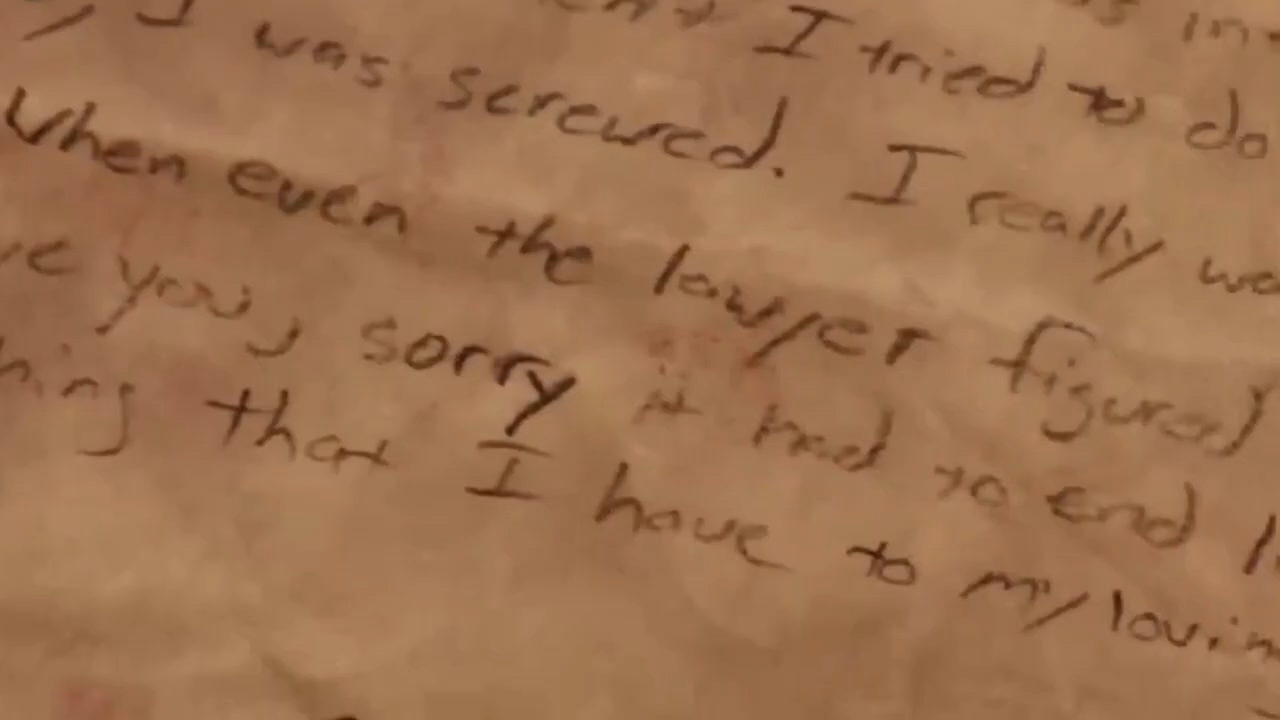 I tried to do
I was screwed. I really
When even the lawyer figured
you, sorry it had to end
that I have to my